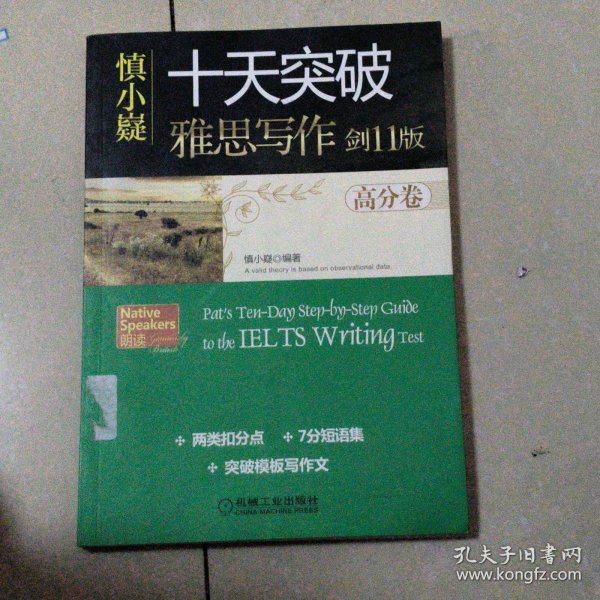 慎小嶷
十天突破
雅思写作 剑11版
高分卷
慎小嶷◎编著
A valid theory is based on observational data.
Native
Speakers
朗读
Pat's Ten-Day Step-by-Step Guide
to the IELTS Writing Test
两类扣分点 7分短语集
突破模板写作文
机械工业出版社
CHINA MACHINE PRESS
孔夫子旧书网
www.kongfz.com